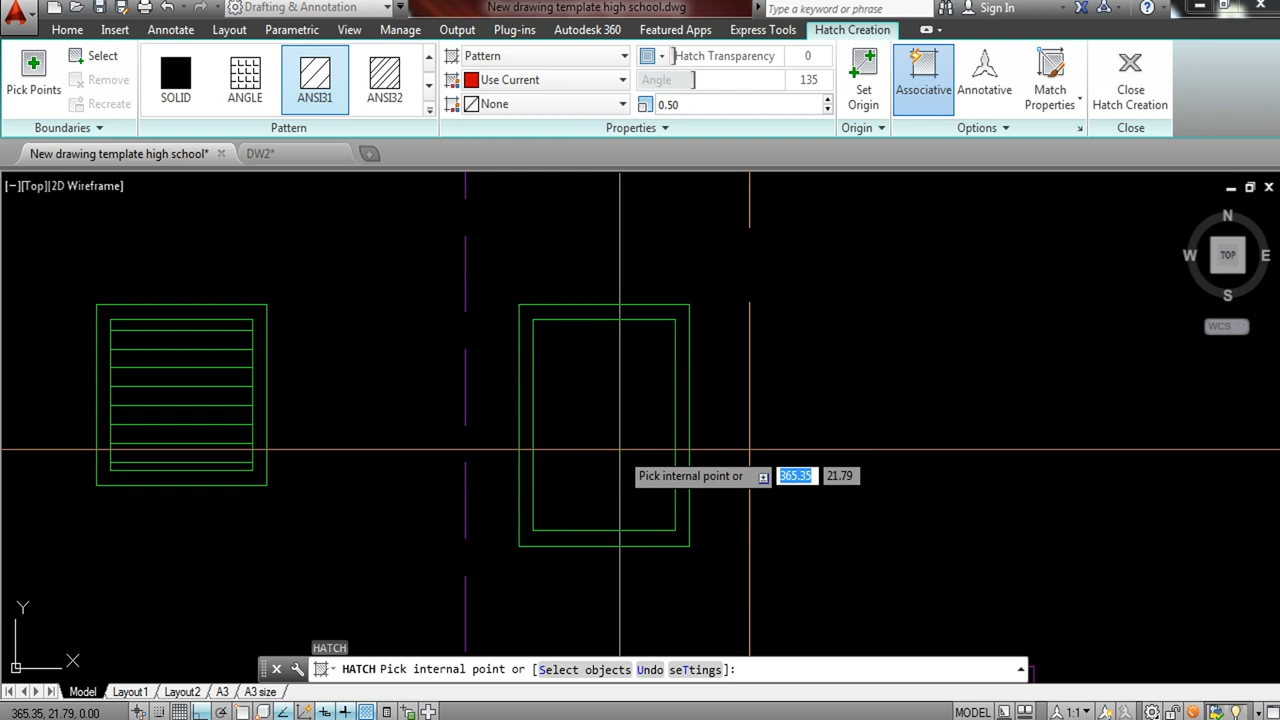 Drafting & Annotation
New drawing template high school.dwg
Type a keyword or phrase
Sign In
Home Insert Annotate Layout Parametric View Manage Output Plug-ins Autodesk 360 Featured Apps Express Tools Hatch Creation
Pick Points
Select
Remove
Recreate
Boundaries
SOLID ANGLE ANSI31 ANSI32
Pattern
Pattern
Use Current
None
Hatch Transparency 0
Angle 135
0.50
Properties
Set Origin
Origin
Associative
Annotative
Match Properties
Options
Close Hatch Creation
Close
New drawing template high school*
DW2*
[−][Top][2D Wireframe]
N
W TOP E
S
WCS
Pick internal point or 365.35 21.79
Y
X
HATCH
HATCH Pick internal point or [Select objects Undo seTtings]:
Model Layout1 Layout2 A3 A3 size
365.35, 21.79, 0.00
MODEL
1:1